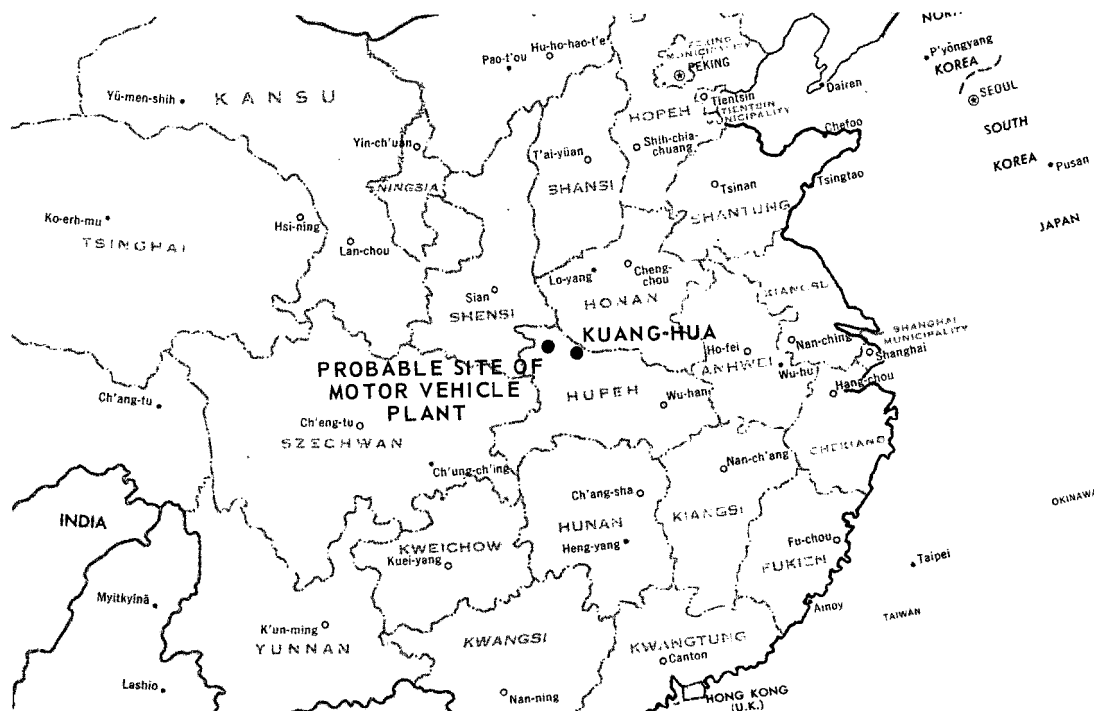 NORTH
Hu-ho-hao-t'e
Pao-t'ou
PEKING
MUNICIPALITY
PEKING
P'yŏngyang
KOREA
SEOUL
Yü-men-shih
KANSU
Tientsin
TIENTSIN
MUNICIPALITY
HOPEH
Dairen
SOUTH
KOREA
Chefoo
Yin-ch'uan
T'ai-yüan
Shih-chia-
chuang
Pusan
NINGSIA
SHANSI
Tsinan
Tsingtao
SHANTUNG
Ko-erh-mu
TSINGHAI
Hsi-ning
Lan-chou
JAPAN
Lo-yang
Cheng-
chou
HONAN
KIANGSU
Sian
SHENSI
KUANG-HUA
SHANGHAI
MUNICIPALITY
Nan-ching
Shanghai
Ho-fei
ANHWEI
Wu-hu
Hang-chou
PROBABLE SITE OF
MOTOR VEHICLE
PLANT
HUPEH
Wu-han
Ch'ang-tu
Ch'eng-tu
SZECHWAN
CHEKIANG
Ch'ung-ch'ing
Nan-ch'ang
KIANGSI
Ch'ang-sha
HUNAN
Heng-yang
INDIA
OKINAWA
KWEICHOW
Kuei-yang
Fu-chou
FUKIEN
Taipei
Myitkyinā
Amoy
TAIWAN
K'un-ming
YUNNAN
KWANGSI
KWANGTUNG
Canton
Lashio
Nan-ning
HONG KONG
(U.K.)